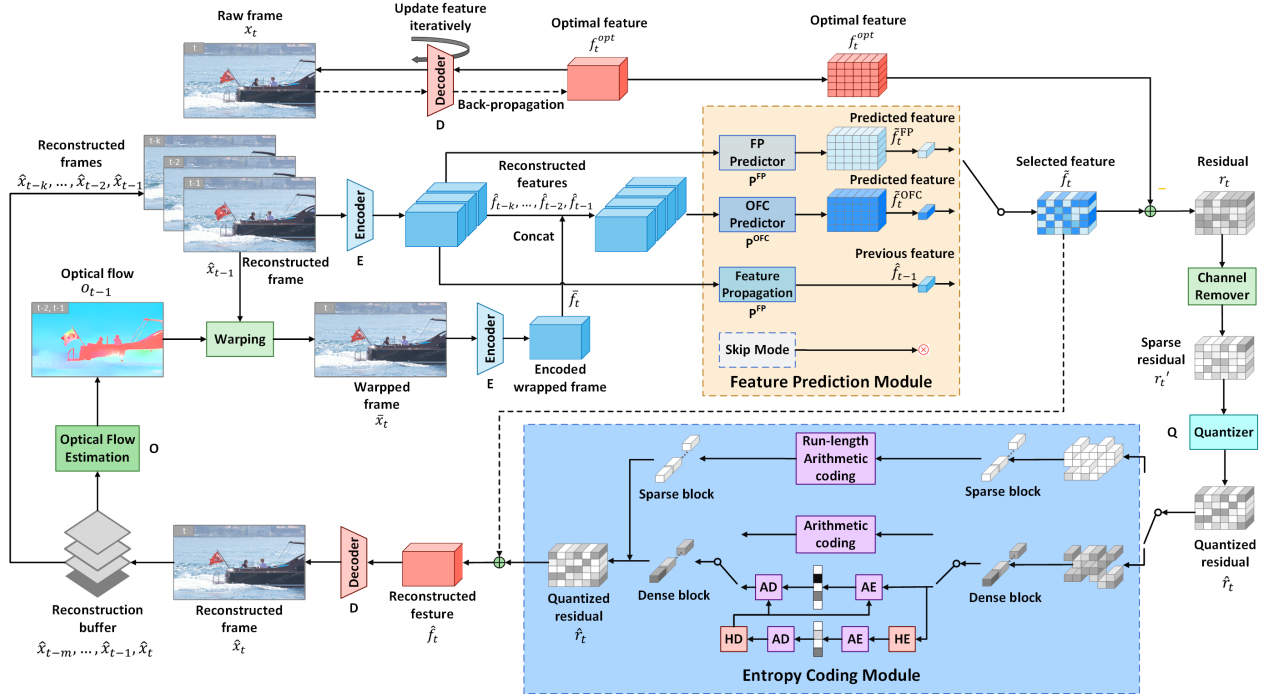 Raw frame
x_t
t
Update feature
iteratively
Decoder
D
Back-propagation
Optimal feature
f_t^{opt}
Optimal feature
f_t^{opt}
Reconstructed
frames
x̂_{t-k}, ..., x̂_{t-2}, x̂_{t-1}
t-k
t-2
t-1
Reconstructed
frame
x̂_{t-1}
Encoder
E
Reconstructed
features
f̂_{t-k}, ..., f̂_{t-2}, f̂_{t-1}
Concat
FP
Predictor
P^{FP}
Predicted feature
f̃_t^{FP}
OFC
Predictor
P^{OFC}
Predicted feature
f̃_t^{OFC}
Feature
Propagation
P^{FP}
Previous feature
f̂_{t-1}
Skip Mode
Feature Prediction Module
Selected feature
f̃_t
−
Residual
r_t
Channel
Remover
Sparse
residual
r_t'
Q
Quantizer
Quantized
residual
r̂_t
Optical flow
o_{t-1}
t-2, t-1
Warping
t
Warpped
frame
x̄_t
Encoder
E
f̄_t
Encoded
wrapped frame
Optical Flow
Estimation
O
Reconstruction
buffer
x̂_{t-m}, ..., x̂_{t-1}, x̂_t
Reconstructed
frame
x̂_t
Decoder
D
Reconstructed
festure
f̂_t
Quantized
residual
r̂_t
Sparse block
Run-length
Arithmetic
coding
Sparse block
Arithmetic
coding
Dense block
AD
AE
HD
AD
AE
HE
Dense block
Entropy Coding Module